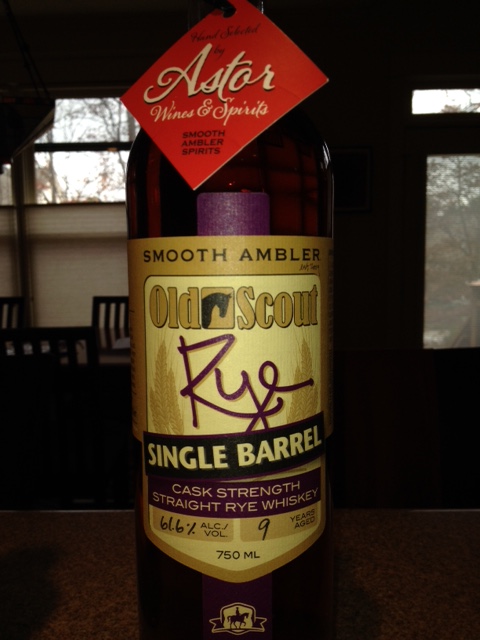 Hand Selected
by
Astor
Wines & Spirits
SMOOTH
AMBLER
SPIRITS
SMOOTH AMBLER
Old Scout
Rye
SINGLE BARREL
CASK STRENGTH
STRAIGHT RYE WHISKEY
61.6% ALC./VOL. 9 YEARS AGED
750 ML